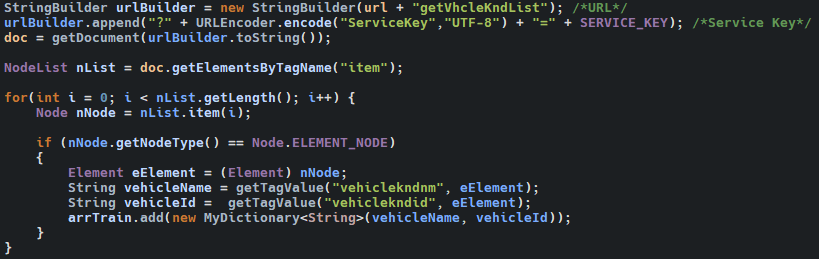 StringBuilder urlBuilder = new StringBuilder(url + "getVhcleKndList"); /*URL*/
urlBuilder.append("?" + URLEncoder.encode("ServiceKey","UTF-8") + "=" + SERVICE_KEY); /*Service Key*/
doc = getDocument(urlBuilder.toString());

NodeList nList = doc.getElementsByTagName("item");

for(int i = 0; i < nList.getLength(); i++) {
    Node nNode = nList.item(i);

    if (nNode.getNodeType() == Node.ELEMENT_NODE)
    {
        Element eElement = (Element) nNode;
        String vehicleName = getTagValue("vehiclekndnm", eElement);
        String vehicleId =  getTagValue("vehiclekndid", eElement);
        arrTrain.add(new MyDictionary<String>(vehicleName, vehicleId));
    }
}